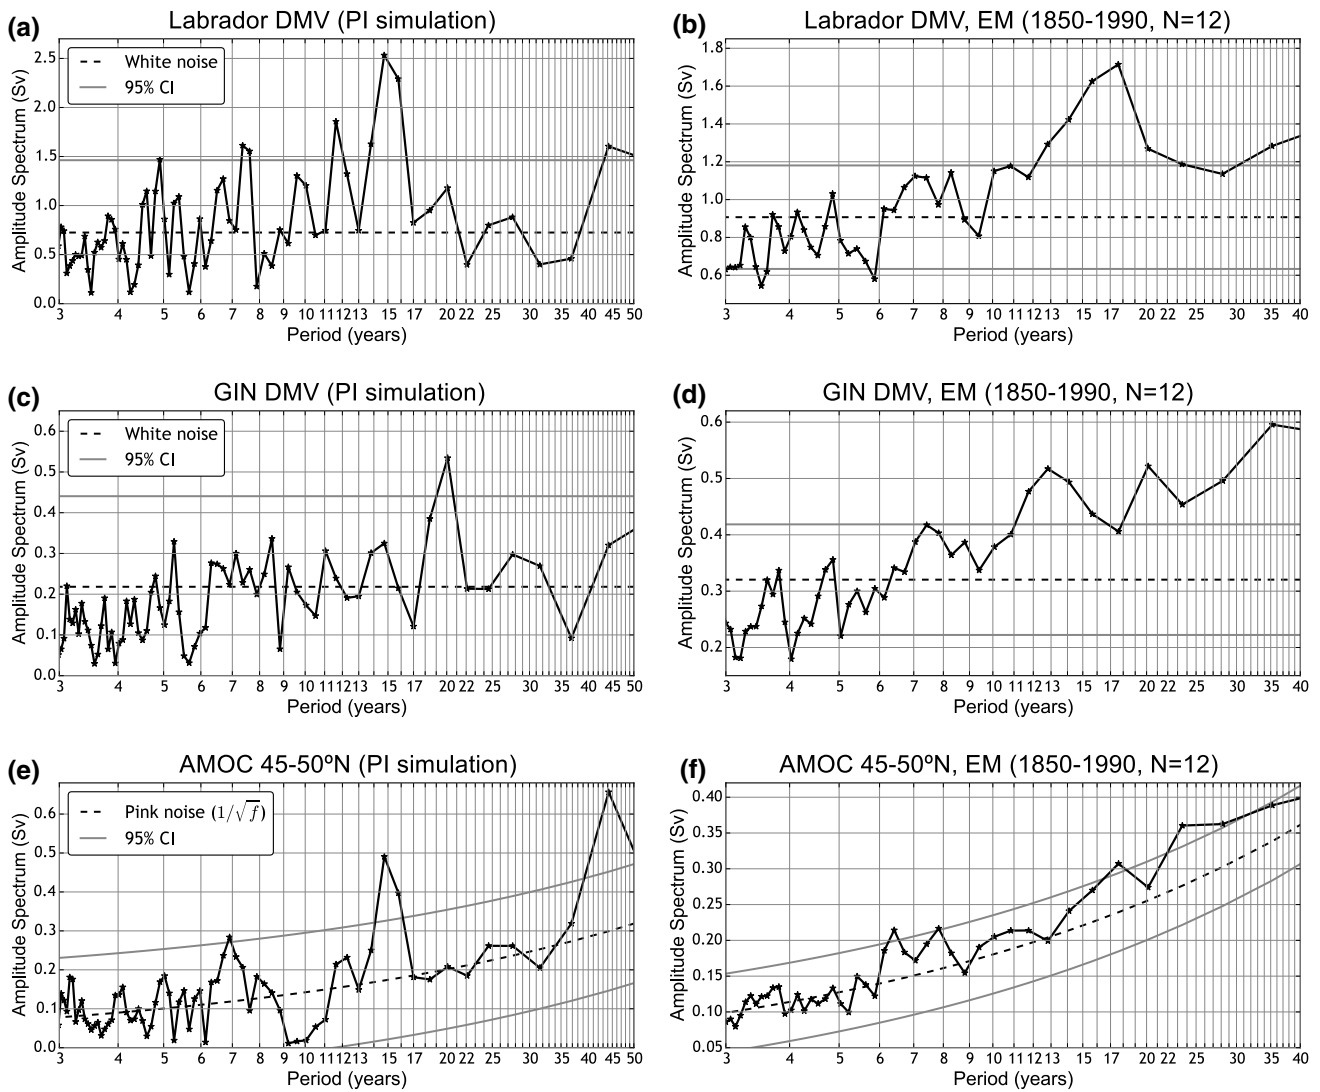 (a) Labrador DMV (PI simulation)
Amplitude Spectrum (Sv)
2.5
2.0
1.5
1.0
0.5
0.0
White noise
95% CI
3 4 5 6 7 8 9 10 11 12 13 15 17 20 22 25 30 35 45 50
Period (years)
(b) Labrador DMV, EM (1850-1990, N=12)
Amplitude Spectrum (Sv)
1.8
1.6
1.4
1.2
1.0
0.8
0.6
3 4 5 6 7 8 9 10 11 12 13 15 17 20 22 25 30 35 40
Period (years)
(c) GIN DMV (PI simulation)
Amplitude Spectrum (Sv)
0.6
0.5
0.4
0.3
0.2
0.1
0.0
White noise
95% CI
3 4 5 6 7 8 9 10 11 12 13 15 17 20 22 25 30 35 45 50
Period (years)
(d) GIN DMV, EM (1850-1990, N=12)
Amplitude Spectrum (Sv)
0.6
0.5
0.4
0.3
0.2
3 4 5 6 7 8 9 10 11 12 13 15 17 20 22 25 30 35 40
Period (years)
(e) AMOC 45-50ºN (PI simulation)
Amplitude Spectrum (Sv)
0.6
0.5
0.4
0.3
0.2
0.1
0.0
Pink noise (1/√f)
95% CI
3 4 5 6 7 8 9 10 11 12 13 15 17 20 22 25 30 35 45 50
Period (years)
(f) AMOC 45-50ºN, EM (1850-1990, N=12)
Amplitude Spectrum (Sv)
0.40
0.35
0.30
0.25
0.20
0.15
0.10
0.05
3 4 5 6 7 8 9 10 11 12 13 15 17 20 22 25 30 35 40
Period (years)